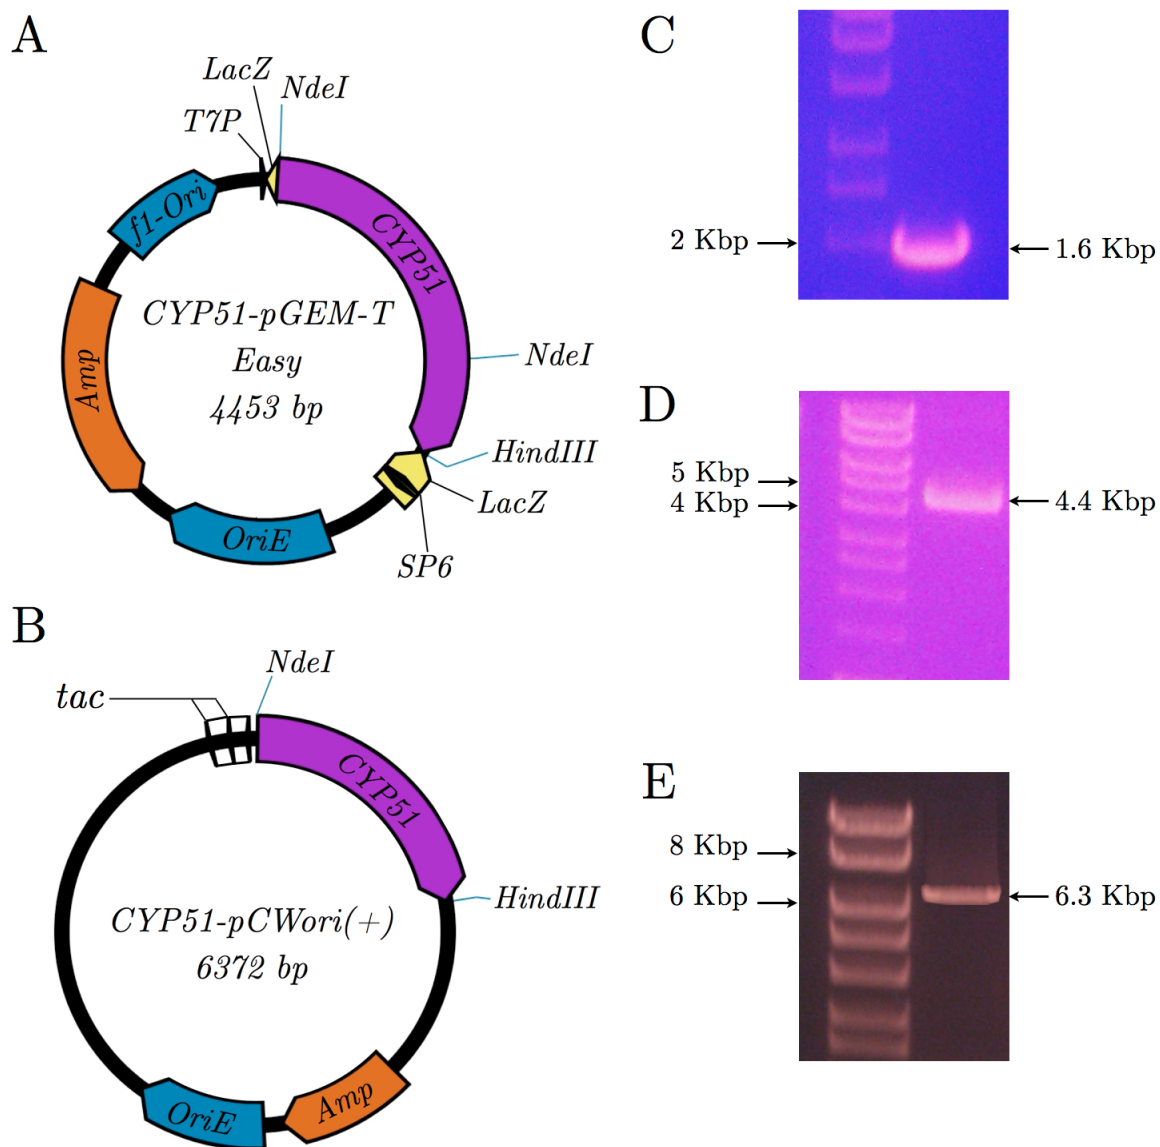 A
LacZ
NdeI
T7P
f1-Ori
CYP51
Amp
CYP51-pGEM-T
Easy
4453 bp
NdeI
HindIII
LacZ
OriE
SP6
B
NdeI
tac
CYP51
CYP51-pCWori(+)
6372 bp
HindIII
Amp
OriE
C
2 Kbp
1.6 Kbp
D
5 Kbp
4 Kbp
4.4 Kbp
E
8 Kbp
6 Kbp
6.3 Kbp